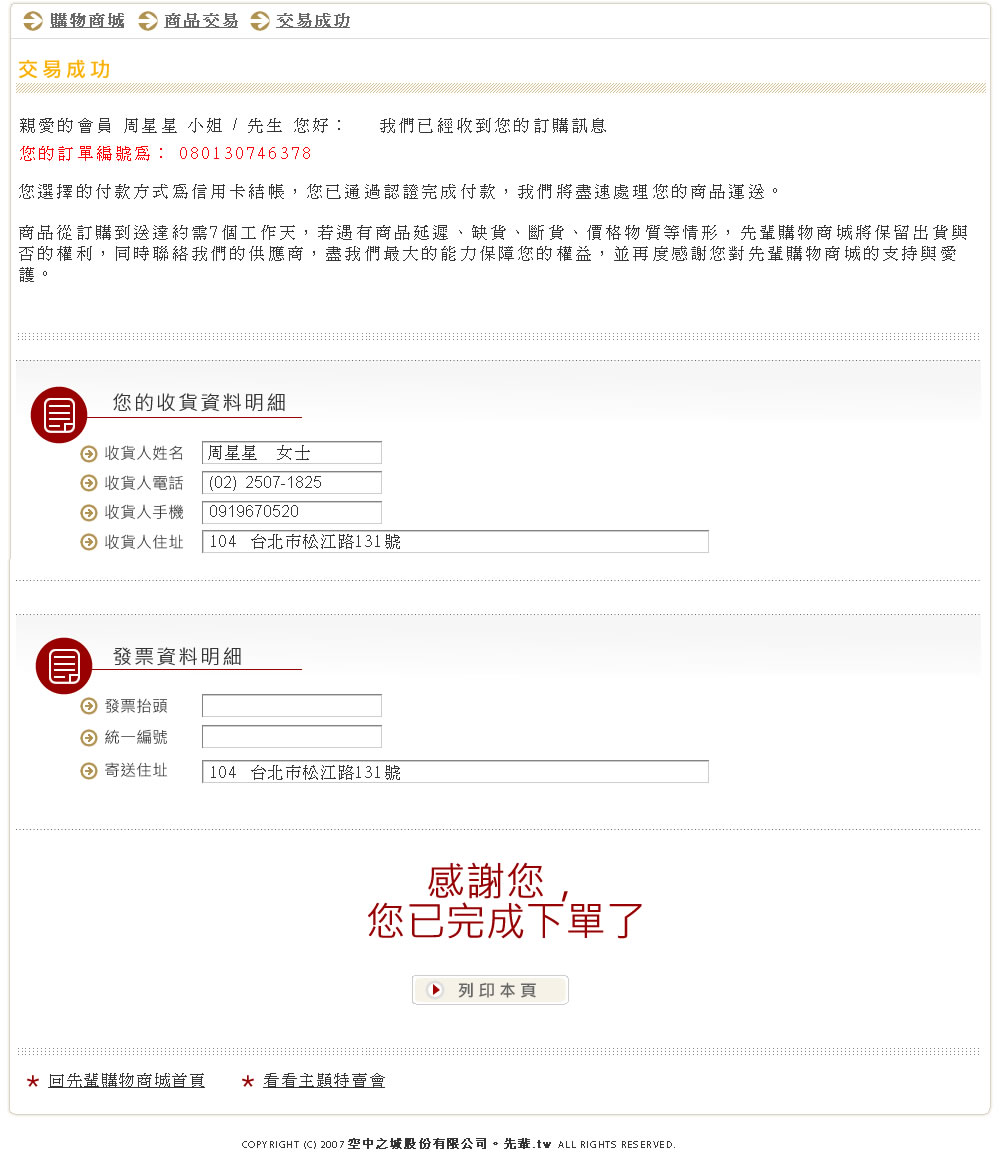 購物商城 商品交易 交易成功
交易成功
親愛的會員 周星星 小姐 / 先生 您好： 我們已經收到您的訂購訊息
您的訂單編號為： 080130746378
您選擇的付款方式為信用卡結帳，您已通過認證完成付款，我們將盡速處理您的商品運送。
商品從訂購到送達約需7個工作天，若遇有商品延遲、缺貨、斷貨、價格物質等情形，先輩購物商城將保留出貨與
否的權利，同時聯絡我們的供應商，盡我們最大的能力保障您的權益，並再度感謝您對先輩購物商城的支持與愛
護。
您的收貨資料明細
收貨人姓名 周星星 女士
收貨人電話 (02) 2507-1825
收貨人手機 0919670520
收貨人住址 104 台北市松江路131號
發票資料明細
發票抬頭
統一編號
寄送住址 104 台北市松江路131號
感謝您，
您已完成下單了
列印本頁
* 回先輩購物商城首頁 * 看看主題特賣會
COPYRIGHT (C) 2007 空中之城股份有限公司。先輩.tw ALL RIGHTS RESERVED.